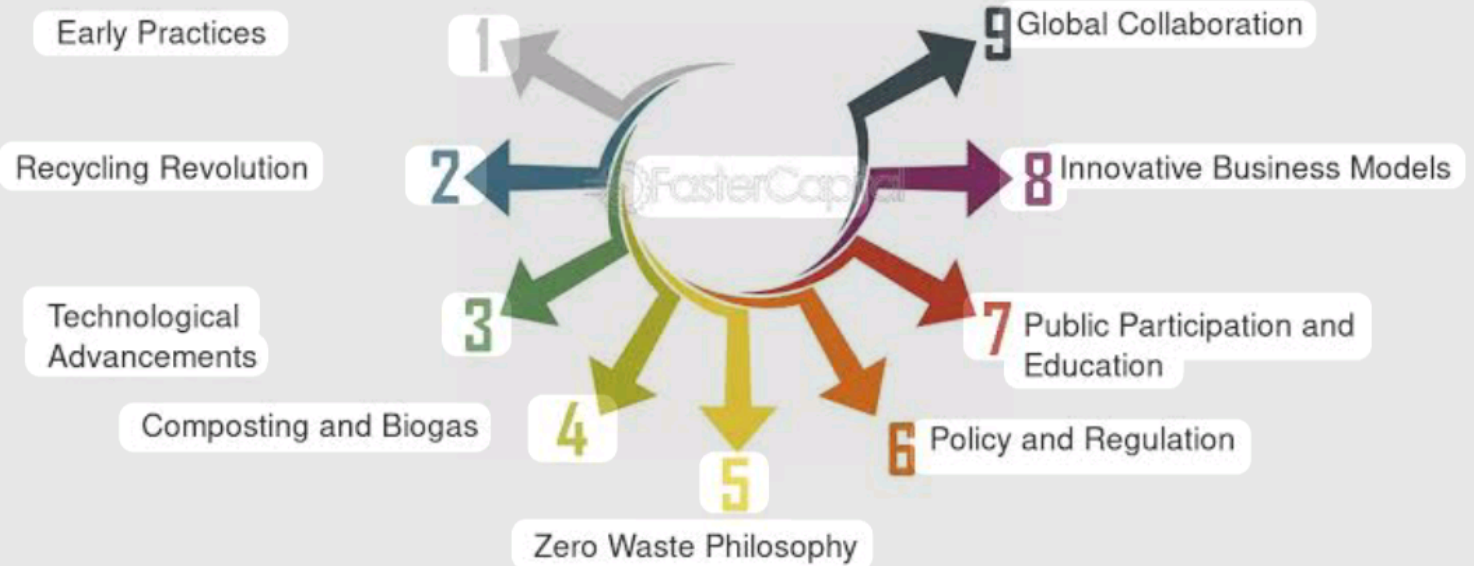 1
Early Practices
2
Recycling Revolution
3
Technological
Advancements
4
Composting and Biogas
5
Zero Waste Philosophy
6
Policy and Regulation
7
Public Participation and
Education
8
Innovative Business Models
9
Global Collaboration
FasterCapital